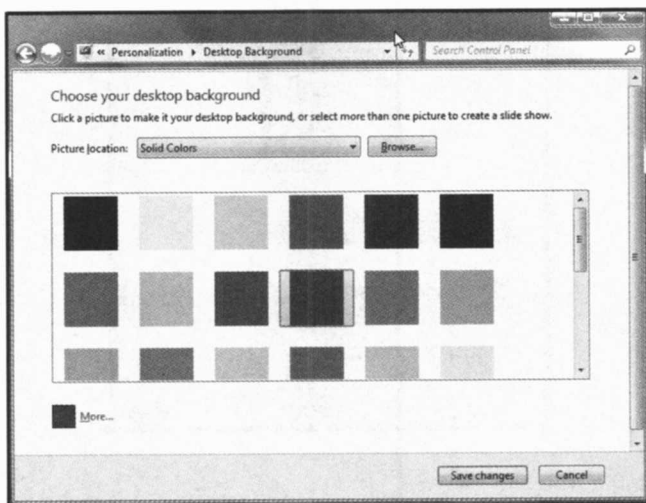 « Personalization ▸ Desktop Background
Search Control Panel
Choose your desktop background
Click a picture to make it your desktop background, or select more than one picture to create a slide show.
Picture location: Solid Colors
Browse...
More...
Save changes
Cancel